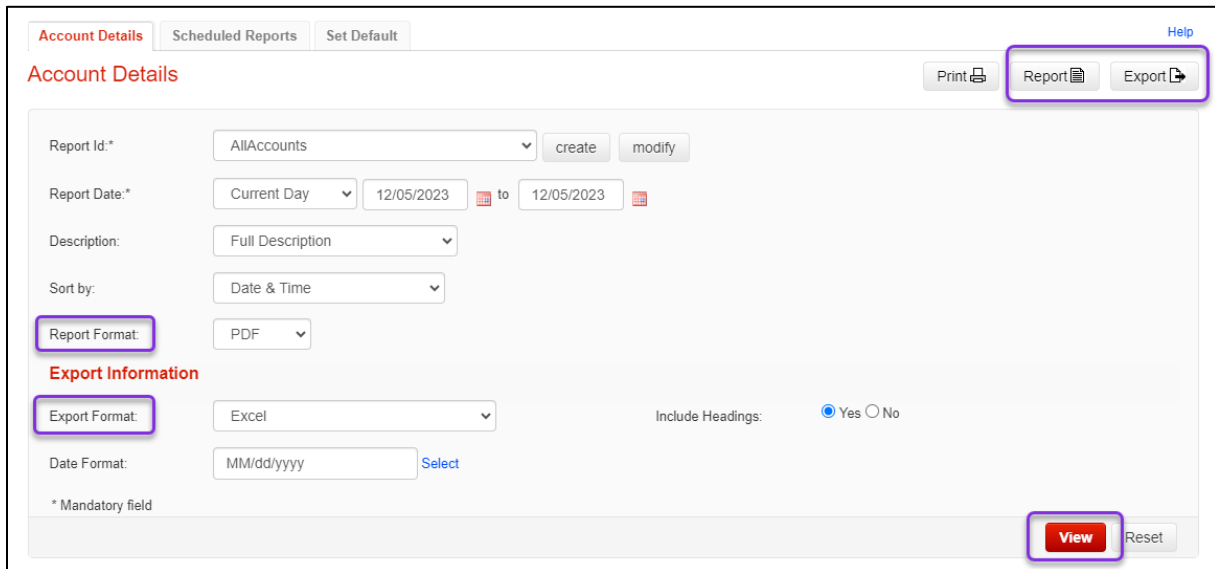 Account Details Scheduled Reports Set Default Help
Account Details Print Report Export
Report Id:* AllAccounts create modify
Report Date:* Current Day 12/05/2023 to 12/05/2023
Description: Full Description
Sort by: Date & Time
Report Format: PDF
Export Information
Export Format: Excel Include Headings: Yes No
Date Format: MM/dd/yyyy Select
* Mandatory field
View Reset